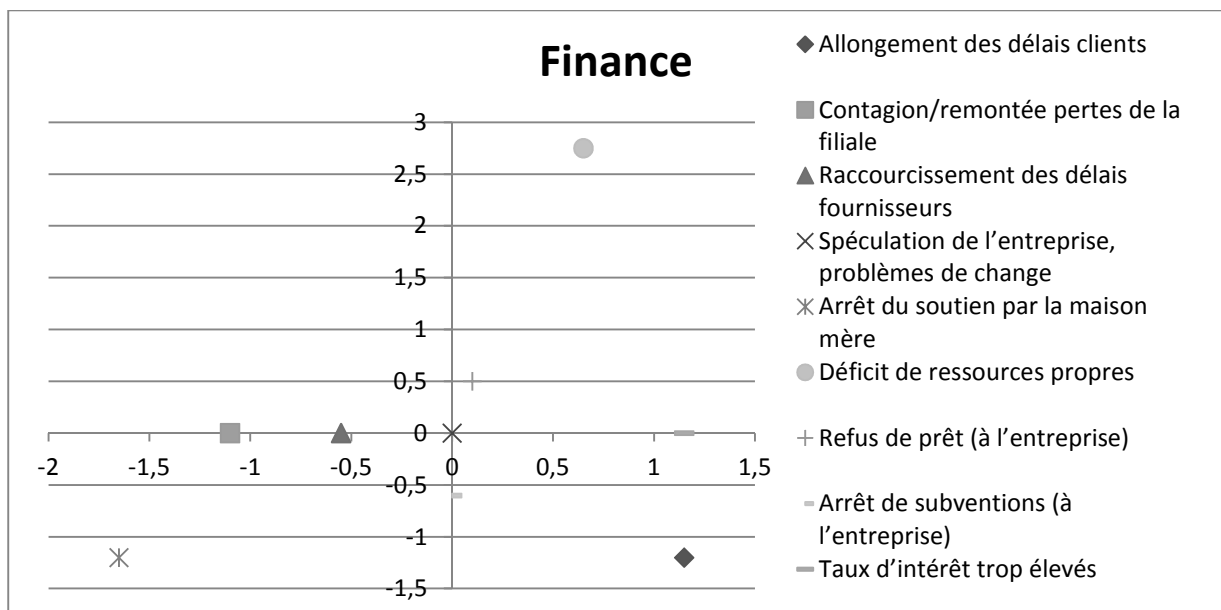 Finance
3
2,5
2
1,5
1
0,5
0
-0,5
-1
-1,5
-2 -1,5 -1 -0,5 0 0,5 1 1,5
Allongement des délais clients
Contagion/remontée pertes de la
filiale
Raccourcissement des délais
fournisseurs
Spéculation de l’entreprise,
problèmes de change
Arrêt du soutien par la maison
mère
Déficit de ressources propres
Refus de prêt (à l’entreprise)
Arrêt de subventions (à
l’entreprise)
Taux d’intérêt trop élevés